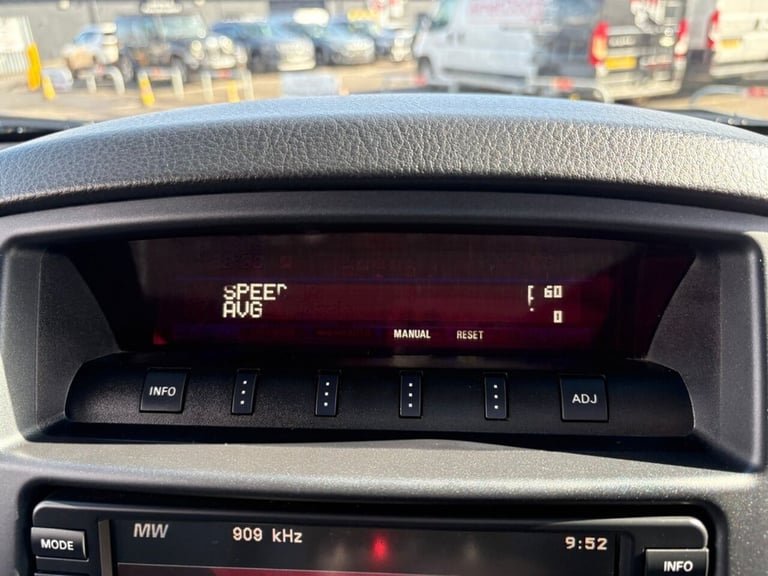 SPEED 60
AVG 0
MANUAL RESET
INFO ADJ
MW 909 kHz 9:52
MODE INFO